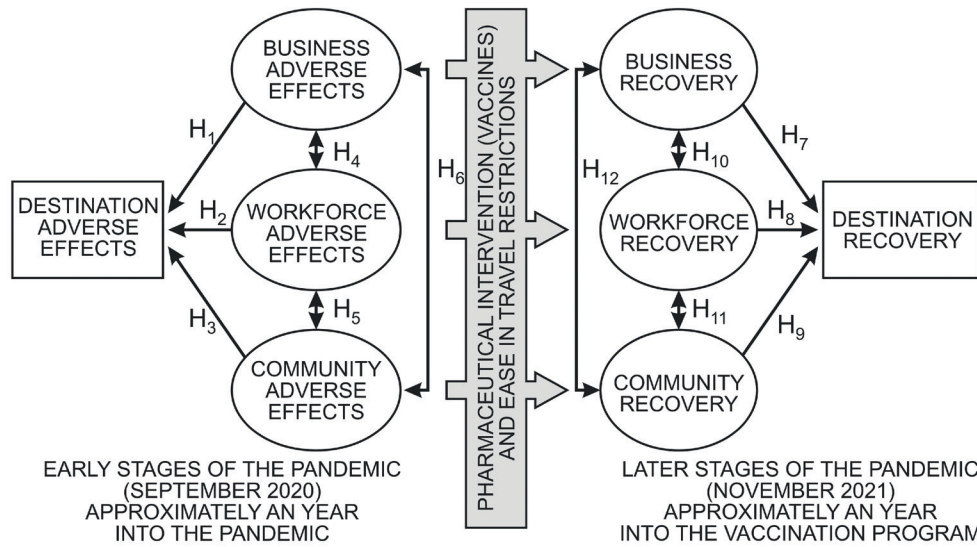 BUSINESS
ADVERSE
EFFECTS
H1
H4
DESTINATION
ADVERSE
EFFECTS
H2
WORKFORCE
ADVERSE
EFFECTS
H6
H3
H5
COMMUNITY
ADVERSE
EFFECTS
EARLY STAGES OF THE PANDEMIC
(SEPTEMBER 2020)
APPROXIMATELY AN YEAR
INTO THE PANDEMIC
PHARMACEUTICAL INTERVENTION (VACCINES)
AND EASE IN TRAVEL RESTRICTIONS
BUSINESS
RECOVERY
H7
H10
H12
WORKFORCE
RECOVERY
H8
DESTINATION
RECOVERY
H11
H9
COMMUNITY
RECOVERY
LATER STAGES OF THE PANDEMIC
(NOVEMBER 2021)
APPROXIMATELY AN YEAR
INTO THE VACCINATION PROGRAM